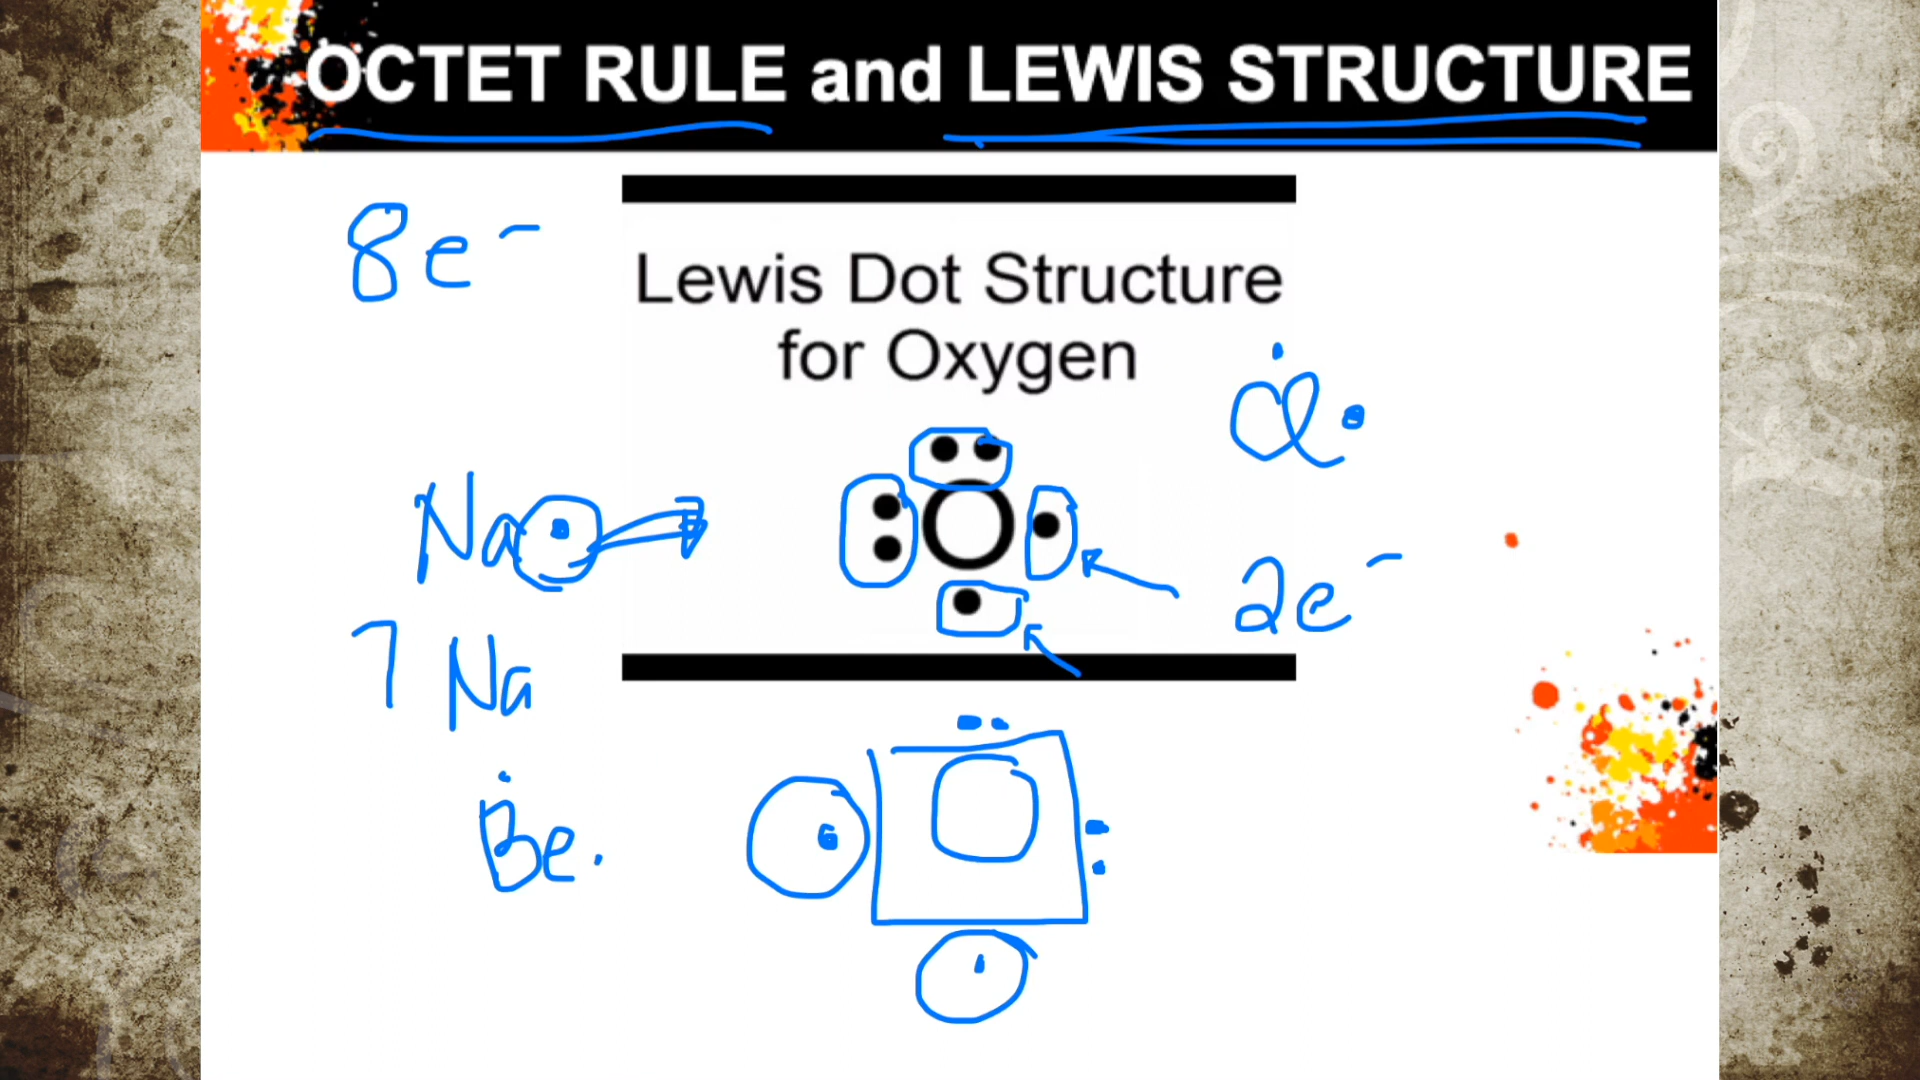 OCTET RULE and LEWIS STRUCTURE
8e⁻
Lewis Dot Structure
for Oxygen
Cl
Na
2e⁻
7 Na
Be